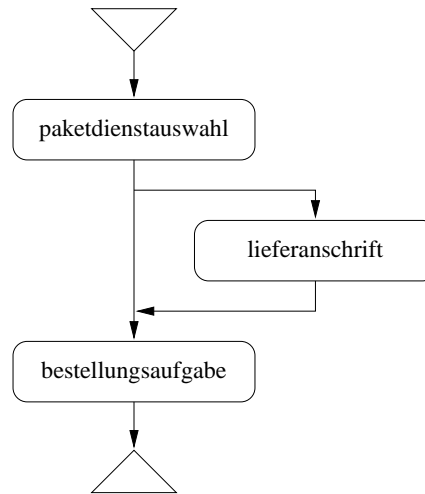 paketdienstauswahl
lieferanschrift
bestellungsaufgabe